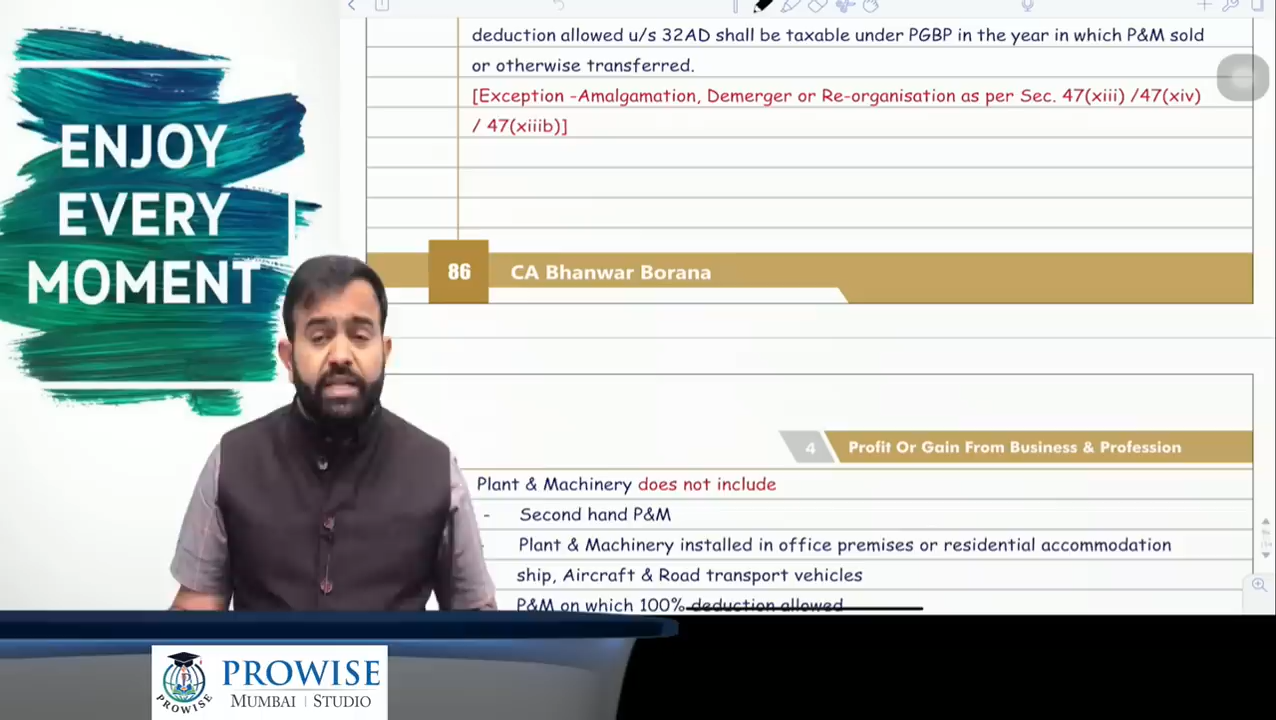 ENJOY
EVERY
MOMENT
deduction allowed u/s 32AD shall be taxable under PGBP in the year in which P&M sold
or otherwise transferred.
[Exception -Amalgamation, Demerger or Re-organisation as per Sec. 47(xiii) /47(xiv)
/ 47(xiiib)]
86 CA Bhanwar Borana
4 Profit Or Gain From Business & Profession
Plant & Machinery does not include
- Second hand P&M
- Plant & Machinery installed in office premises or residential accommodation
ship, Aircraft & Road transport vehicles
P&M on which 100% deduction allowed
PROWISE
PROWISE
MUMBAI | STUDIO